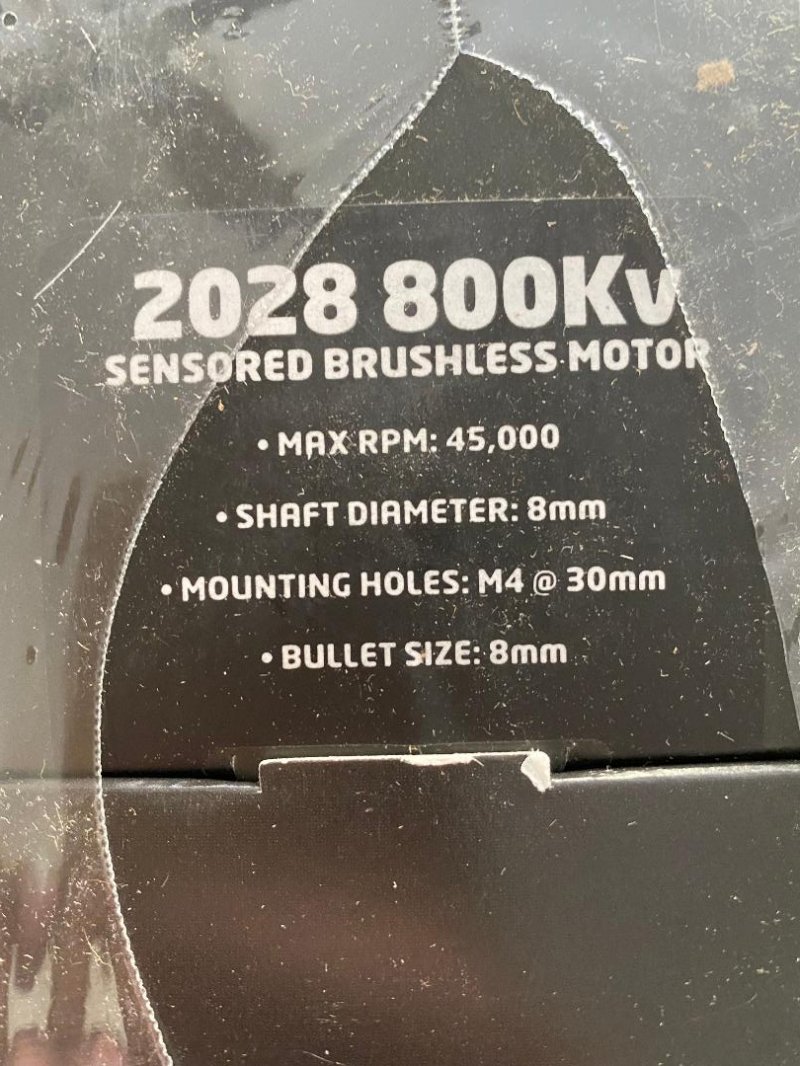 2028 800Kv
SENSORED BRUSHLESS MOTOR
• MAX RPM: 45,000
• SHAFT DIAMETER: 8mm
• MOUNTING HOLES: M4 @ 30mm
• BULLET SIZE: 8mm